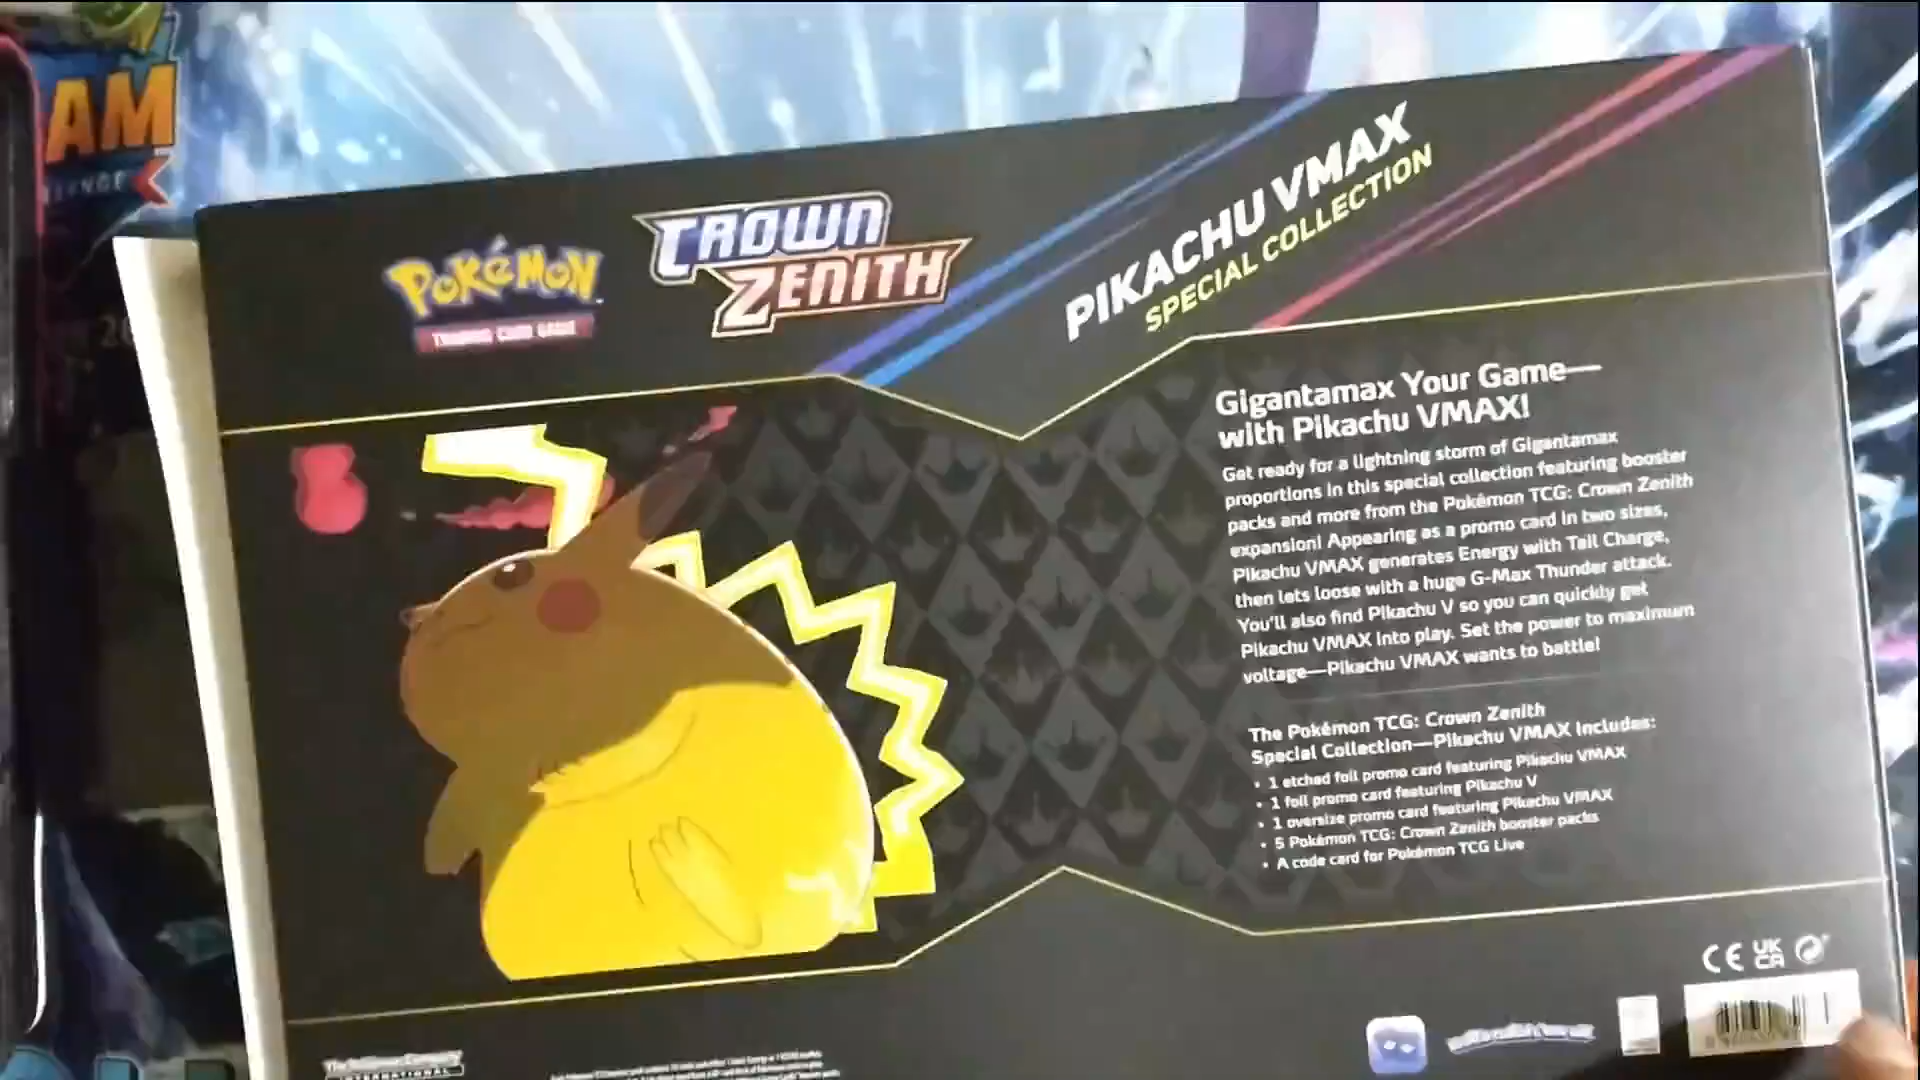 AM
POKéMON
TRADING CARD GAME
CROWN
ZENITH
PIKACHU VMAX
SPECIAL COLLECTION
Gigantamax Your Game—
with Pikachu VMAX!
Get ready for a lightning storm of Gigantamax
proportions in this special collection featuring booster
packs and more from the Pokémon TCG: Crown Zenith
expansion! Appearing as a promo card in two sizes,
Pikachu VMAX generates Energy with Tail Charge,
then lets loose with a huge G-Max Thunder attack.
You'll also find Pikachu V so you can quickly get
Pikachu VMAX into play. Set the power to maximum
voltage—Pikachu VMAX wants to battle!
The Pokémon TCG: Crown Zenith
Special Collection—Pikachu VMAX Includes:
• 1 etched foil promo card featuring Pikachu VMAX
• 1 foil promo card featuring Pikachu V
• 1 oversize promo card featuring Pikachu VMAX
• 5 Pokémon TCG: Crown Zenith booster packs
• A code card for Pokémon TCG Live
CE UK
CA
The Pokémon Company
INTERNATIONAL